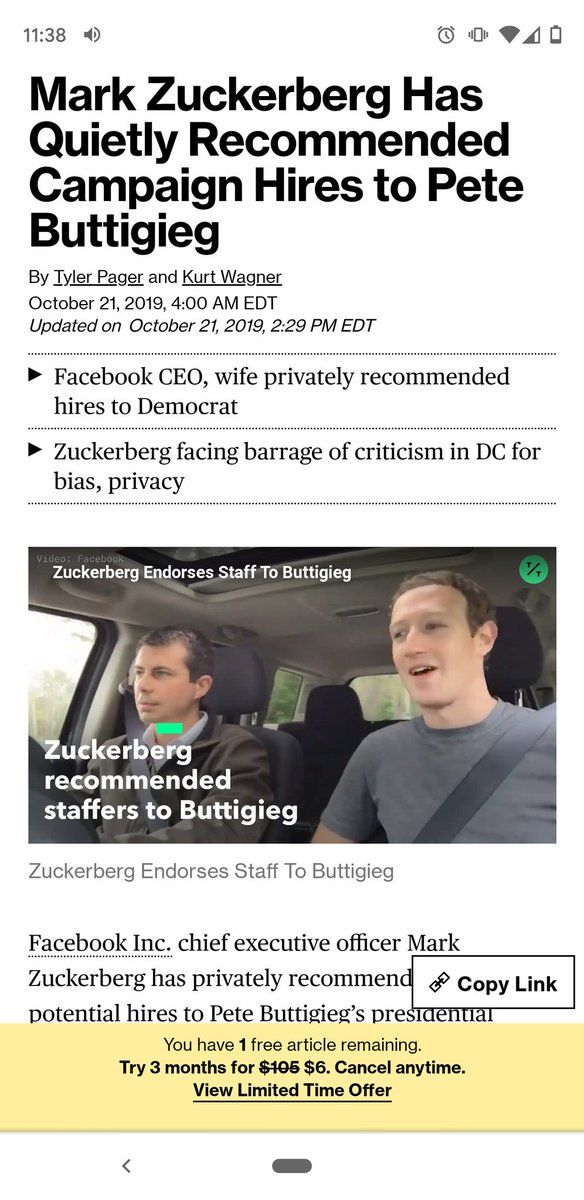 11:38
Mark Zuckerberg Has
Quietly Recommended
Campaign Hires to Pete
Buttigieg
By Tyler Pager and Kurt Wagner
October 21, 2019, 4:00 AM EDT
Updated on October 21, 2019, 2:29 PM EDT
Facebook CEO, wife privately recommended
hires to Democrat
Zuckerberg facing barrage of criticism in DC for
bias, privacy
Video: Facebook
Zuckerberg Endorses Staff To Buttigieg
T/T
Zuckerberg
recommended
staffers to Buttigieg
Zuckerberg Endorses Staff To Buttigieg
Facebook Inc. chief executive officer Mark
Zuckerberg has privately recommend
Copy Link
potential hires to Pete Buttigieg’s presidential
You have 1 free article remaining.
Try 3 months for $105 $6. Cancel anytime.
View Limited Time Offer